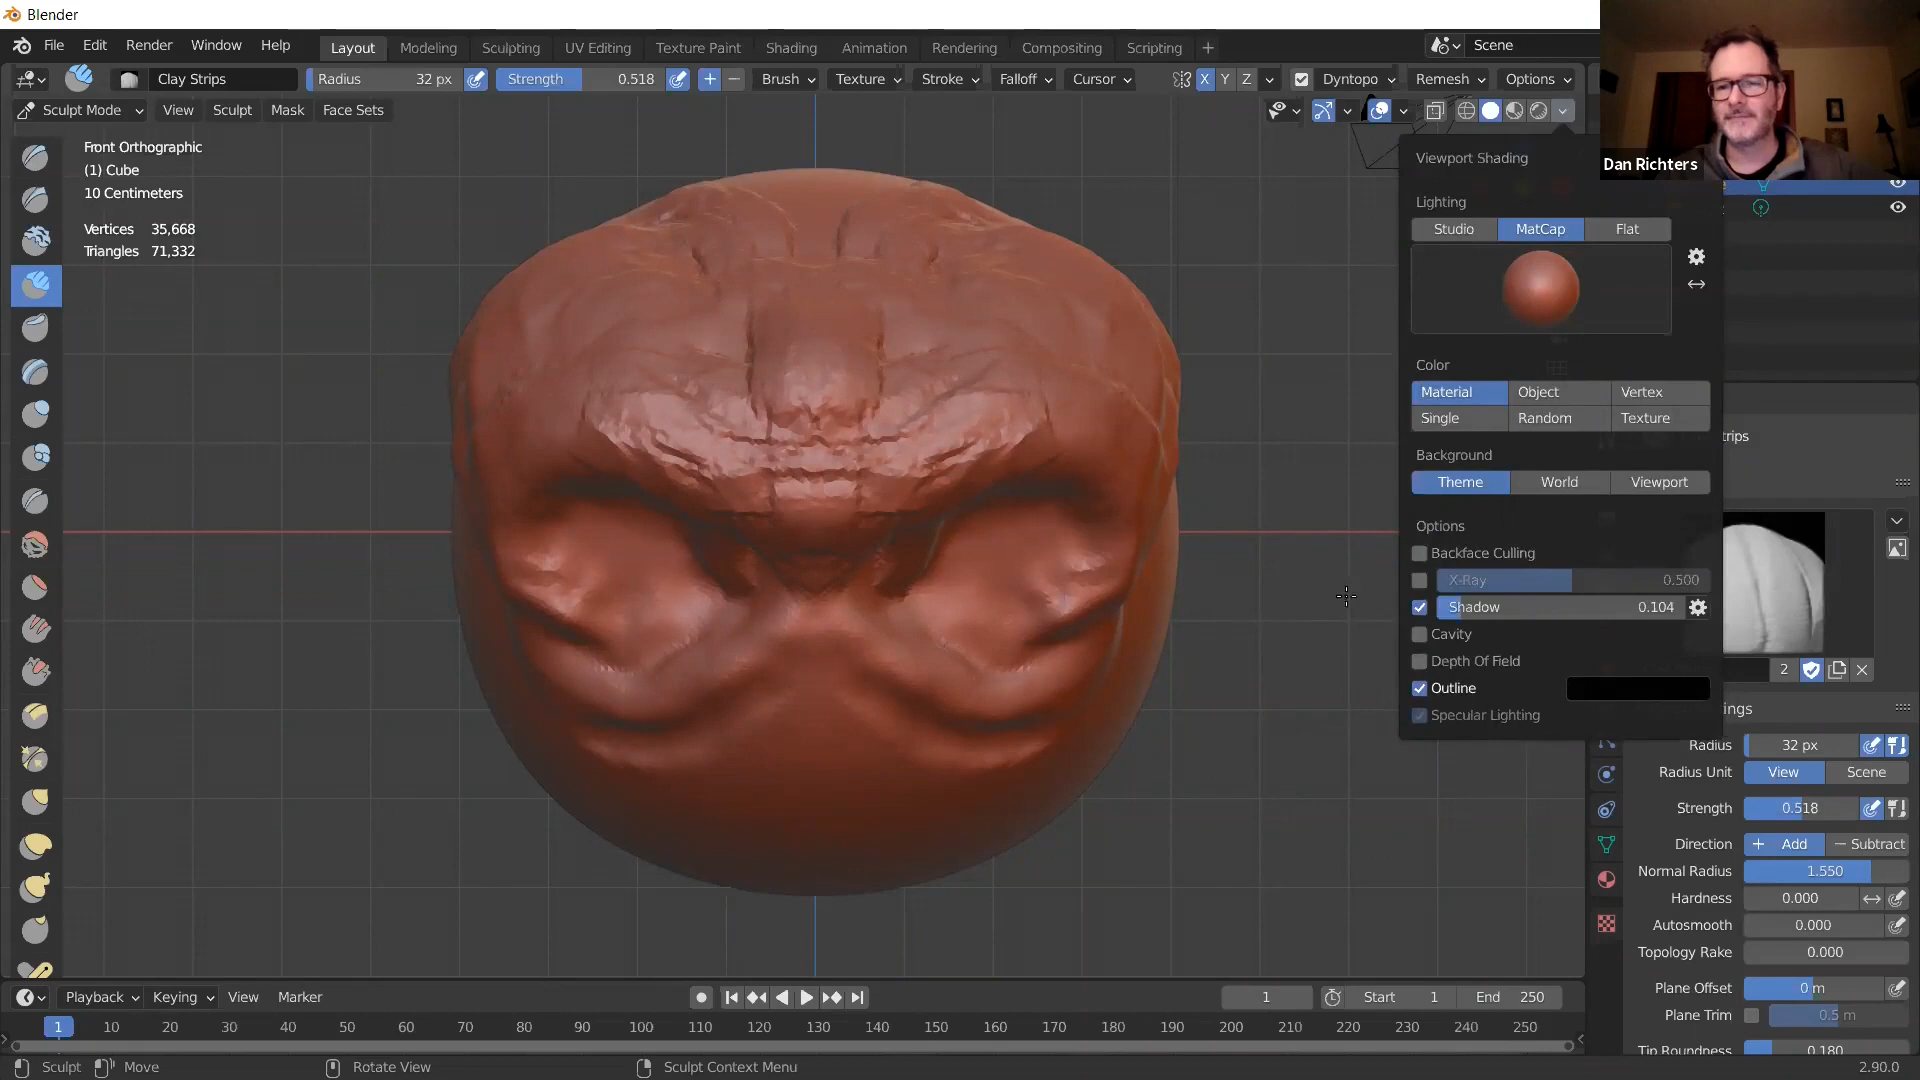 Blender
File Edit Render Window Help Layout Modeling Sculpting UV Editing Texture Paint Shading Animation Rendering Compositing Scripting + Scene
Clay Strips Radius 32 px Strength 0.518 + − Brush Texture Stroke Falloff Cursor X Y Z Dyntopo Remesh Options
Sculpt Mode View Sculpt Mask Face Sets
Front Orthographic
(1) Cube
10 Centimeters
Vertices 35,668
Triangles 71,332
Dan Richters
Viewport Shading
Lighting
Studio MatCap Flat
Color
Material Object Vertex
Single Random Texture
Background
Theme World Viewport
Options
Backface Culling
X-Ray 0.500
Shadow 0.104
Cavity
Depth Of Field
Outline
Specular Lighting
trips
2
ngs
Radius 32 px
Radius Unit View Scene
Strength 0.518
Direction + Add − Subtract
Normal Radius 1.550
Hardness 0.000
Autosmooth 0.000
Topology Rake 0.000
Plane Offset 0 m
Plane Trim 0.5 m
Tip Roundness 0.180
Playback Keying View Marker 1 Start 1 End 250
1 10 20 30 40 50 60 70 80 90 100 110 120 130 140 150 160 170 180 190 200 210 220 230 240 250
Sculpt Move Rotate View Sculpt Context Menu 2.90.0